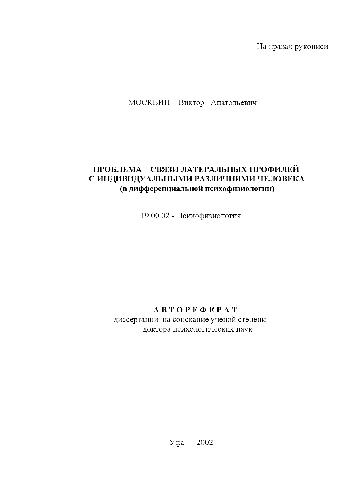 На правах рукописи
МОСКВИН Виктор Анатольевич
ПРОБЛЕМА СВЯЗИ ЛАТЕРАЛЬНЫХ ПРОФИЛЕЙ
С ИНДИВИДУАЛЬНЫМИ РАЗЛИЧИЯМИ ЧЕЛОВЕКА
(в дифференциальной психофизиологии)
19.00.02 - Психофизиология
А В Т О Р Е Ф Е Р А Т
диссертации на соискание ученой степени
доктора психологических наук
Уфа 2002